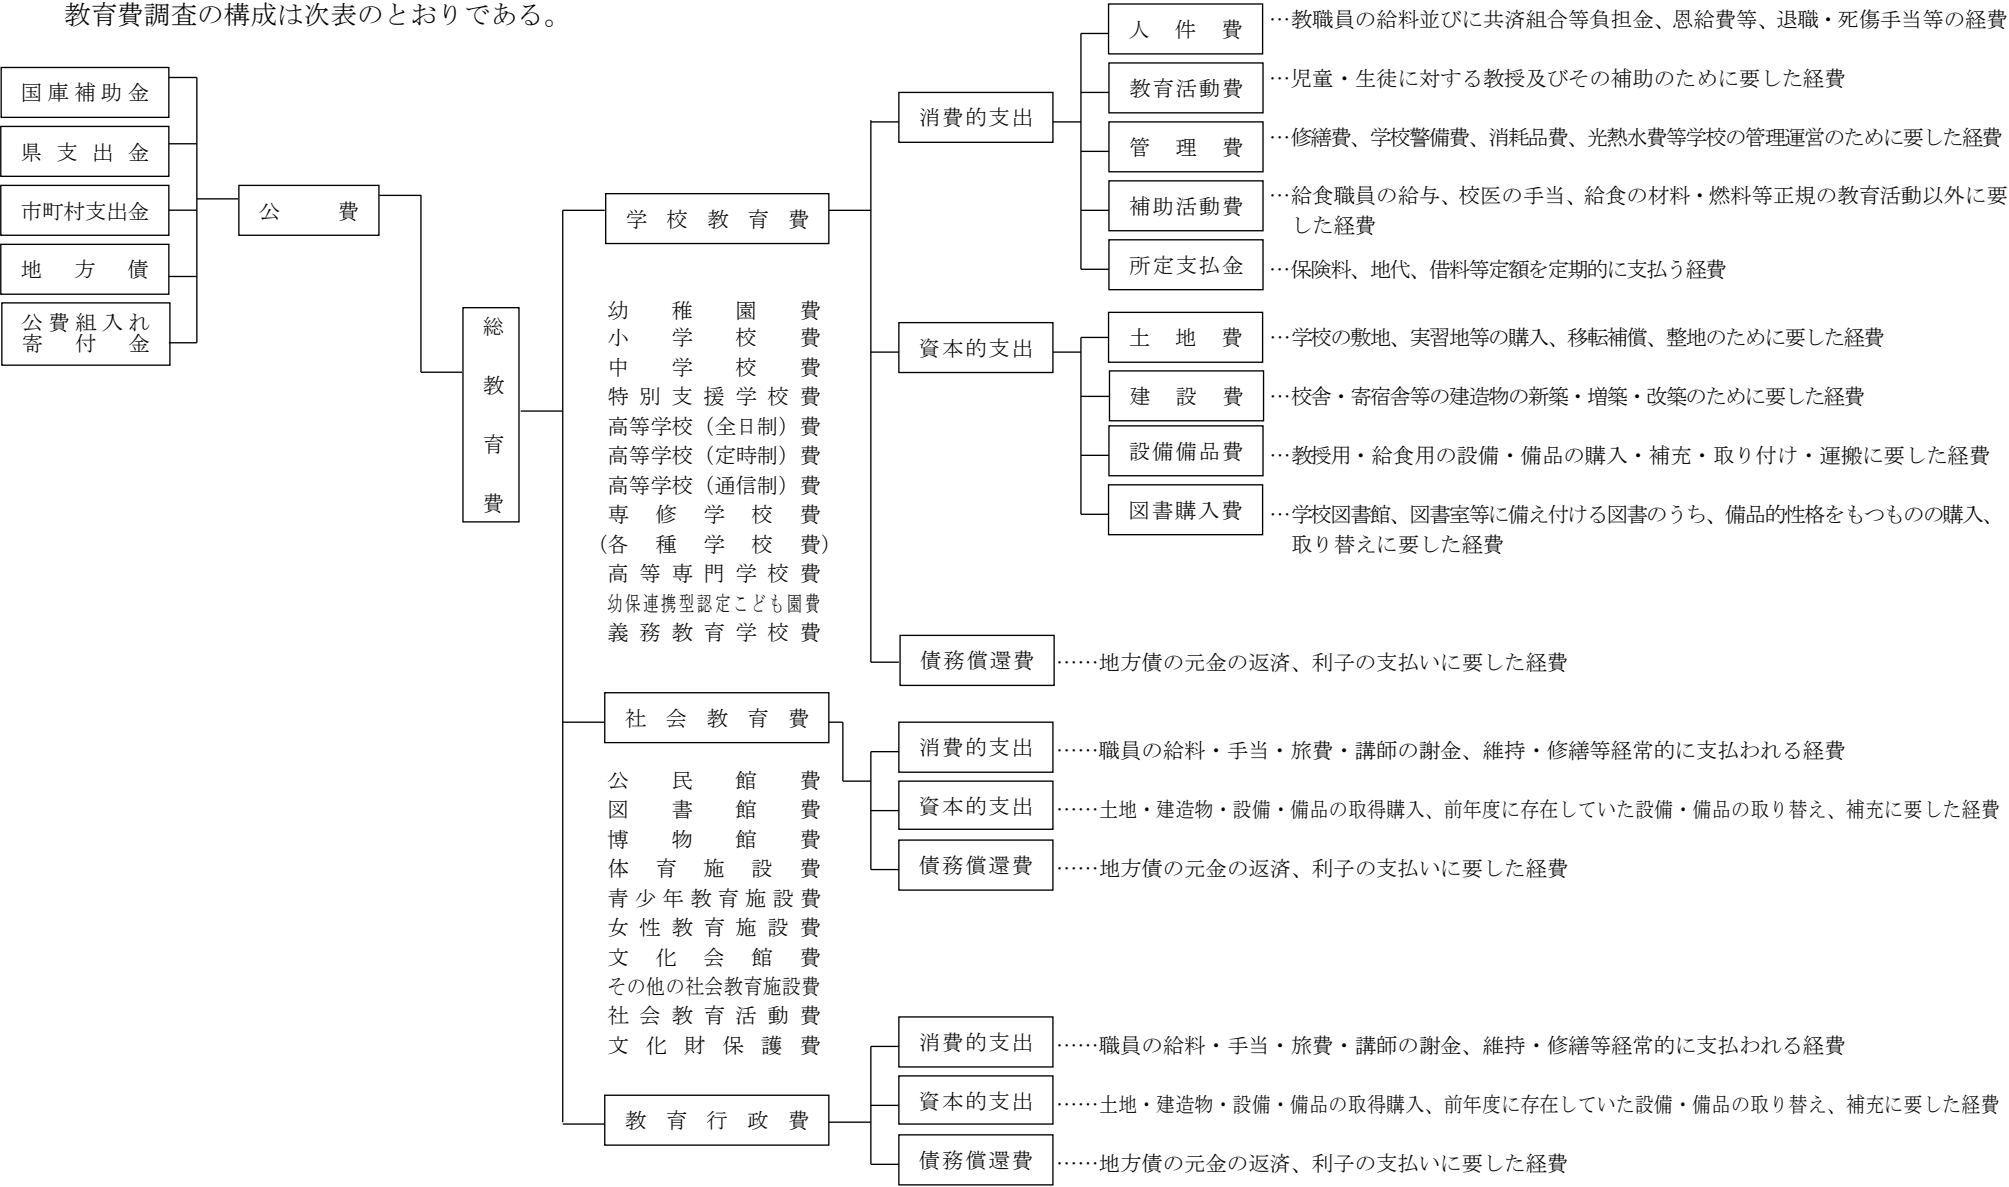 教育費調査の構成は次表のとおりである。
国庫補助金
県支出金
市町村支出金
地方債
公費組入れ
寄付金
公費
総教育費
学校教育費
幼稚園費
小学校費
中学校費
特別支援学校費
高等学校（全日制）費
高等学校（定時制）費
高等学校（通信制）費
専修学校費
（各種学校費）
高等専門学校費
幼保連携型認定こども園費
義務教育学校費
消費的支出
人件費
…教職員の給料並びに共済組合等負担金、恩給費等、退職・死傷手当等の経費
教育活動費
…児童・生徒に対する教授及びその補助のために要した経費
管理費
…修繕費、学校警備費、消耗品費、光熱水費等学校の管理運営のために要した経費
補助活動費
…給食職員の給与、校医の手当、給食の材料・燃料等正規の教育活動以外に要
した経費
所定支払金
…保険料、地代、借料等定額を定期的に支払う経費
資本的支出
土地費
…学校の敷地、実習地等の購入、移転補償、整地のために要した経費
建設費
…校舎・寄宿舎等の建造物の新築・増築・改築のために要した経費
設備備品費
…教授用・給食用の設備・備品の購入・補充・取り付け・運搬に要した経費
図書購入費
…学校図書館、図書室等に備え付ける図書のうち、備品的性格をもつものの購入、
取り替えに要した経費
債務償還費
……地方債の元金の返済、利子の支払いに要した経費
社会教育費
公民館費
図書館費
博物館費
体育施設費
青少年教育施設費
女性教育施設費
文化会館費
その他の社会教育施設費
社会教育活動費
文化財保護費
消費的支出
……職員の給料・手当・旅費・講師の謝金、維持・修繕等経常的に支払われる経費
資本的支出
……土地・建造物・設備・備品の取得購入、前年度に存在していた設備・備品の取り替え、補充に要した経費
債務償還費
……地方債の元金の返済、利子の支払いに要した経費
教育行政費
消費的支出
……職員の給料・手当・旅費・講師の謝金、維持・修繕等経常的に支払われる経費
資本的支出
……土地・建造物・設備・備品の取得購入、前年度に存在していた設備・備品の取り替え、補充に要した経費
債務償還費
……地方債の元金の返済、利子の支払いに要した経費